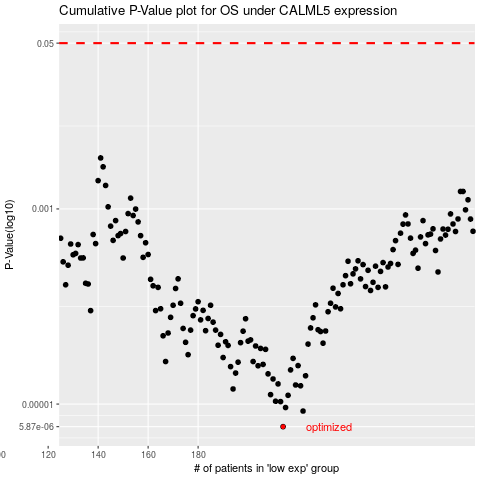 Cumulative P-Value plot for OS under CALML5 expression
0.05
0.001
P-Value(log10)
0.00001
5.87e-06
optimized
00 120 140 160 180
# of patients in 'low exp' group